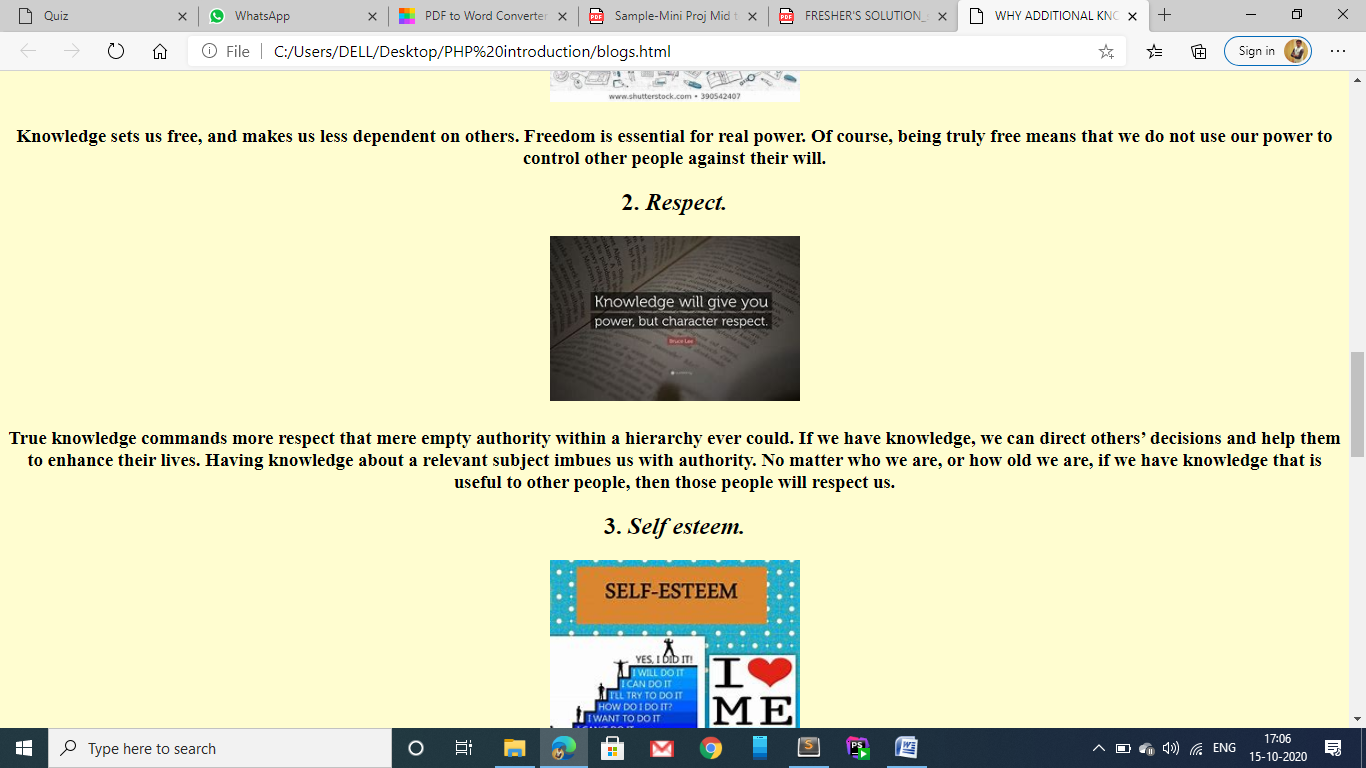 Quiz
WhatsApp
PDF to Word Converter
Sample-Mini Proj Mid t
FRESHER'S SOLUTION_
WHY ADDITIONAL KNO
File
C:/Users/DELL/Desktop/PHP%20introduction/blogs.html
Sign in
www.shutterstock.com • 390542407
Knowledge sets us free, and makes us less dependent on others. Freedom is essential for real power. Of course, being truly free means that we do not use our power to
control other people against their will.
2. Respect.
Knowledge will give you
power, but character respect.
Bruce Lee
True knowledge commands more respect that mere empty authority within a hierarchy ever could. If we have knowledge, we can direct others’ decisions and help them
to enhance their lives. Having knowledge about a relevant subject imbues us with authority. No matter who we are, or how old we are, if we have knowledge that is
useful to other people, then those people will respect us.
3. Self esteem.
SELF-ESTEEM
YES, I DID IT!
I WILL DO IT
I CAN DO IT
I'LL TRY TO DO IT
HOW DO I DO IT?
I WANT TO DO IT
I CAN'T DO IT
I
ME
Type here to search
ENG
17:06
15-10-2020